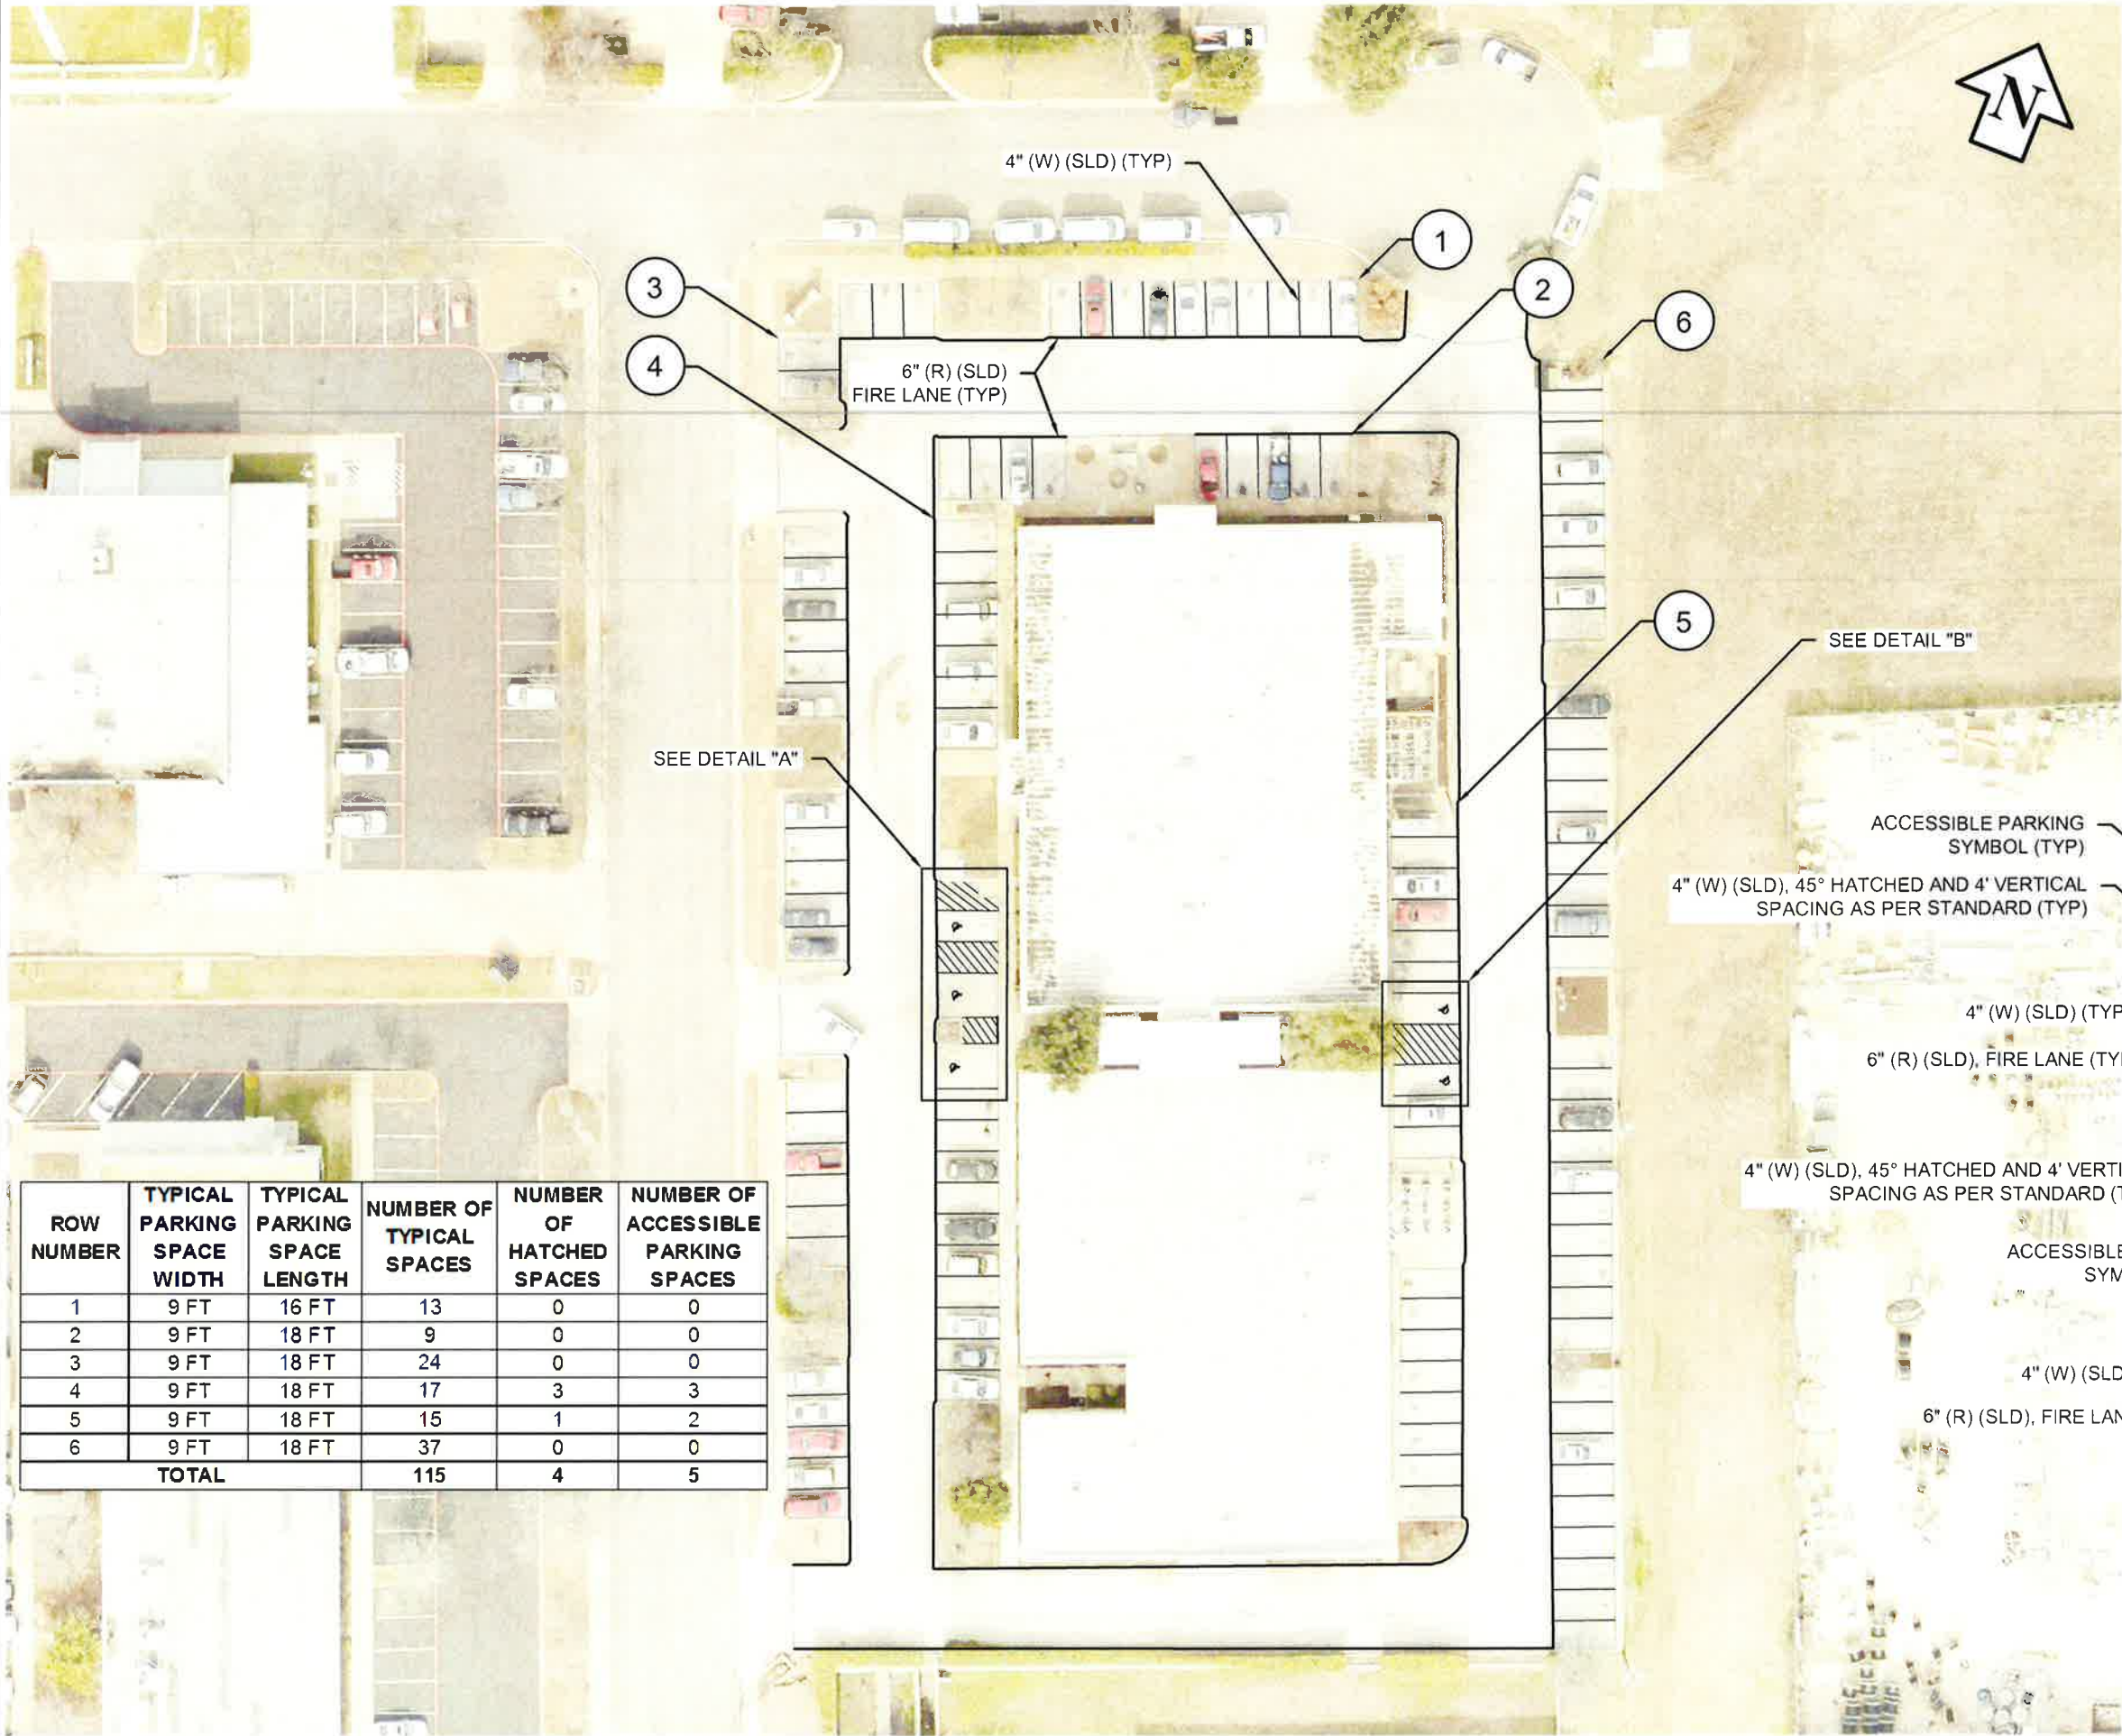 N
4" (W) (SLD) (TYP)
1
2
3
6
4
6" (R) (SLD)
FIRE LANE (TYP)
5
SEE DETAIL "B"
SEE DETAIL "A"
ACCESSIBLE PARKING
SYMBOL (TYP)
4" (W) (SLD), 45° HATCHED AND 4' VERTICAL
SPACING AS PER STANDARD (TYP)
4" (W) (SLD) (TYP
6" (R) (SLD), FIRE LANE (TY
4" (W) (SLD), 45° HATCHED AND 4' VERTI
SPACING AS PER STANDARD (
ACCESSIBLE
SYM
4" (W) (SLD
6" (R) (SLD), FIRE LAN
ROW NUMBER | TYPICAL PARKING SPACE WIDTH | TYPICAL PARKING SPACE LENGTH | NUMBER OF TYPICAL SPACES | NUMBER OF HATCHED SPACES | NUMBER OF ACCESSIBLE PARKING SPACES
1 | 9 FT | 16 FT | 13 | 0 | 0
2 | 9 FT | 18 FT | 9 | 0 | 0
3 | 9 FT | 18 FT | 24 | 0 | 0
4 | 9 FT | 18 FT | 17 | 3 | 3
5 | 9 FT | 18 FT | 15 | 1 | 2
6 | 9 FT | 18 FT | 37 | 0 | 0
TOTAL | 115 | 4 | 5